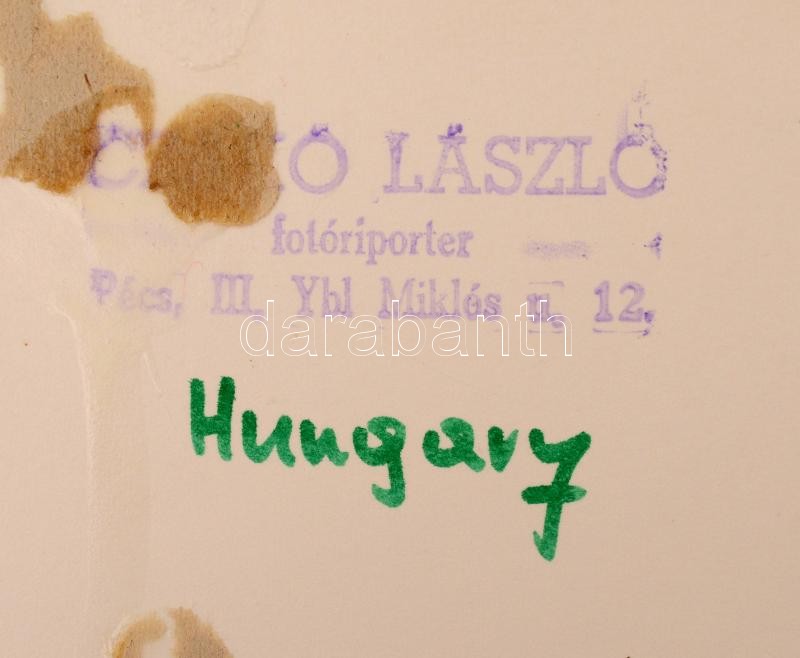 LÁSZLÓ
fotóriporter
Pécs, III. Ybl Miklós u. 12.
darabanth
Hungary